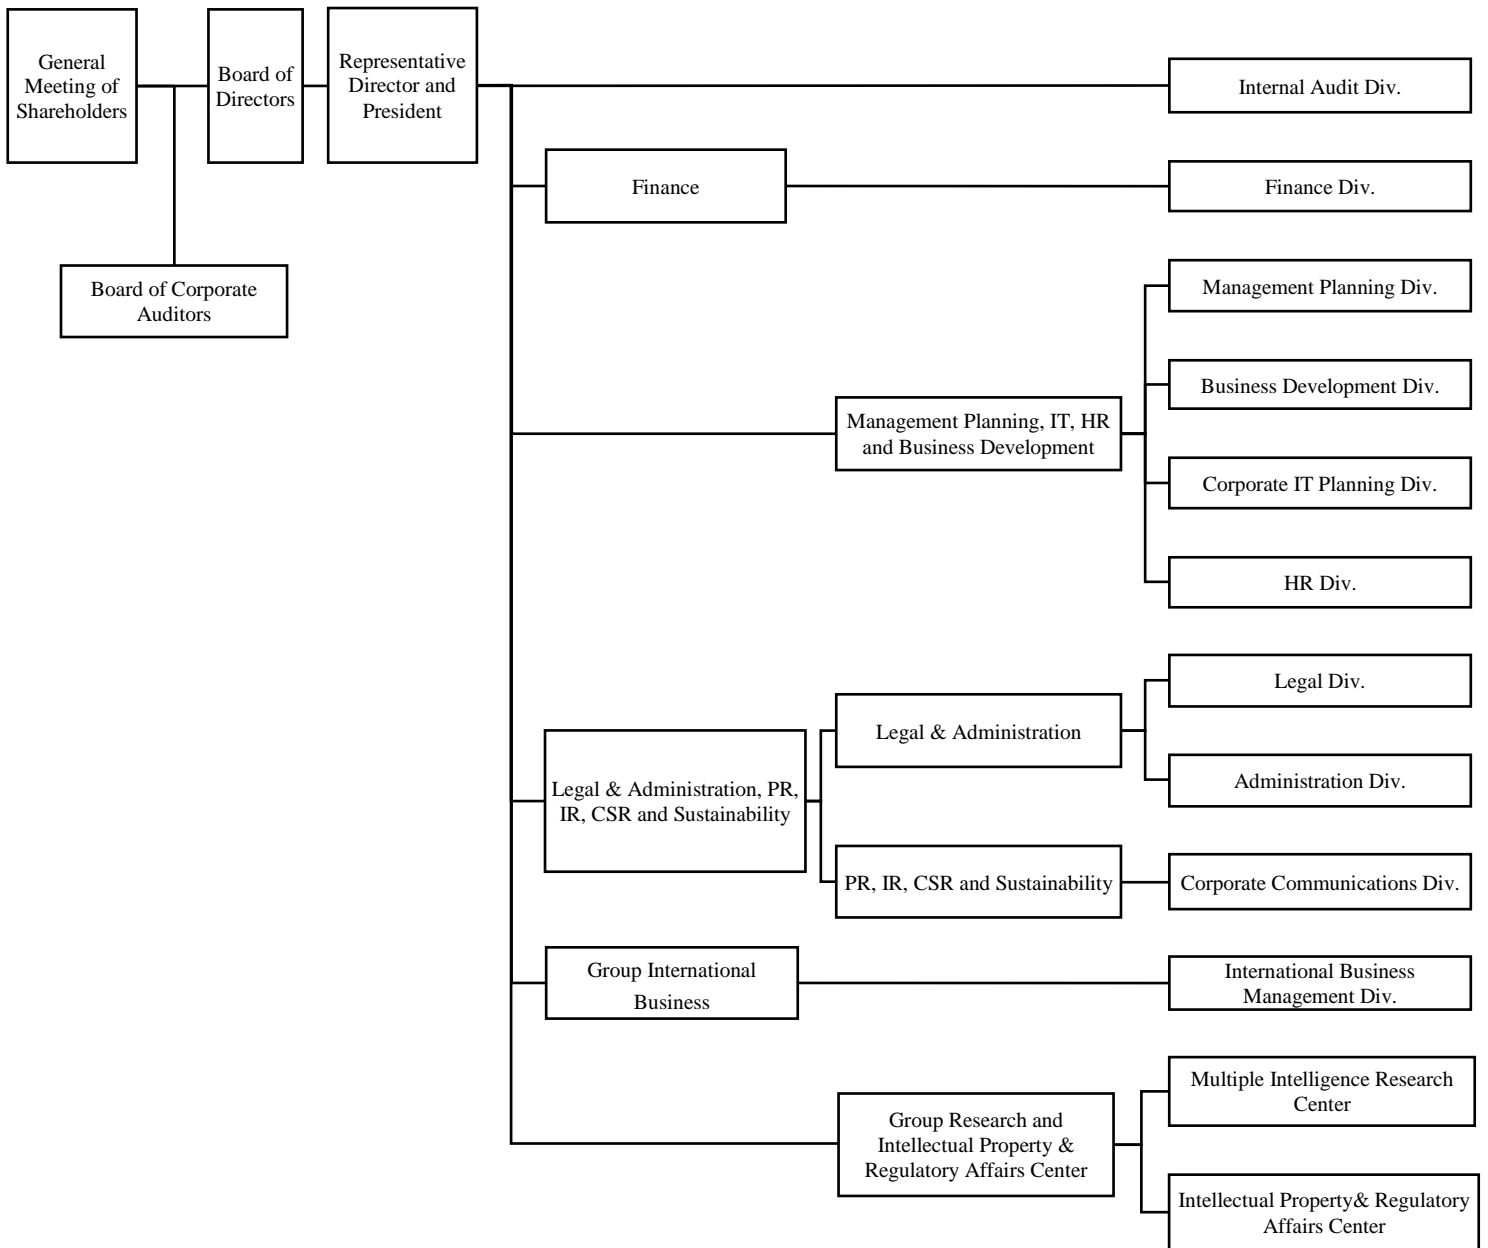 General
Meeting of
Shareholders
Board of
Directors
Representative
Director and
President
Internal Audit Div.
Finance
Finance Div.
Board of Corporate
Auditors
Management Planning Div.
Business Development Div.
Management Planning, IT, HR
and Business Development
Corporate IT Planning Div.
HR Div.
Legal Div.
Legal & Administration
Administration Div.
Legal & Administration, PR,
IR, CSR and Sustainability
PR, IR, CSR and Sustainability
Corporate Communications Div.
Group International
Business
International Business
Management Div.
Multiple Intelligence Research
Center
Group Research and
Intellectual Property &
Regulatory Affairs Center
Intellectual Property& Regulatory
Affairs Center